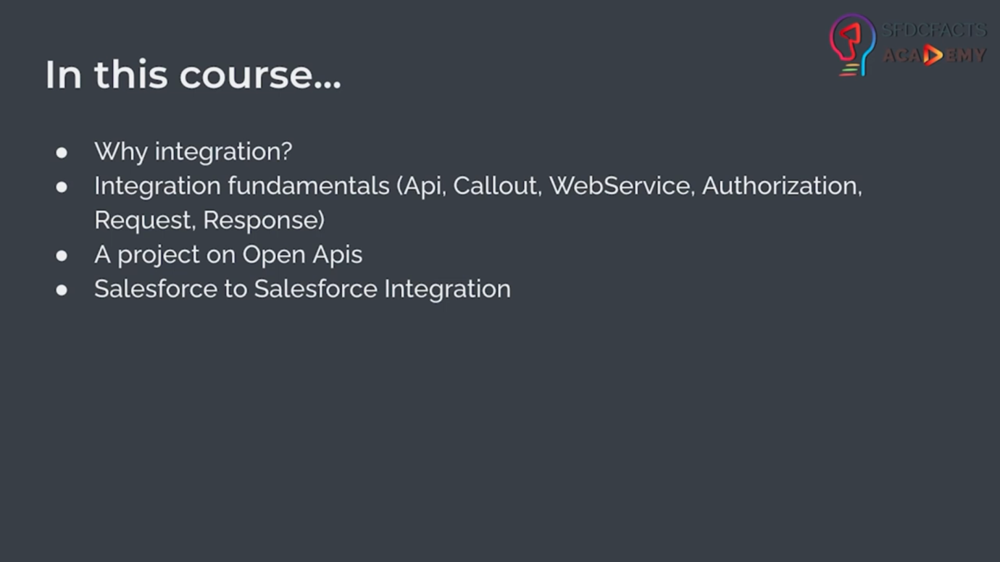 SFDCFACTS
ACADEMY
In this course...
● Why integration?
● Integration fundamentals (Api, Callout, WebService, Authorization,
Request, Response)
● A project on Open Apis
● Salesforce to Salesforce Integration